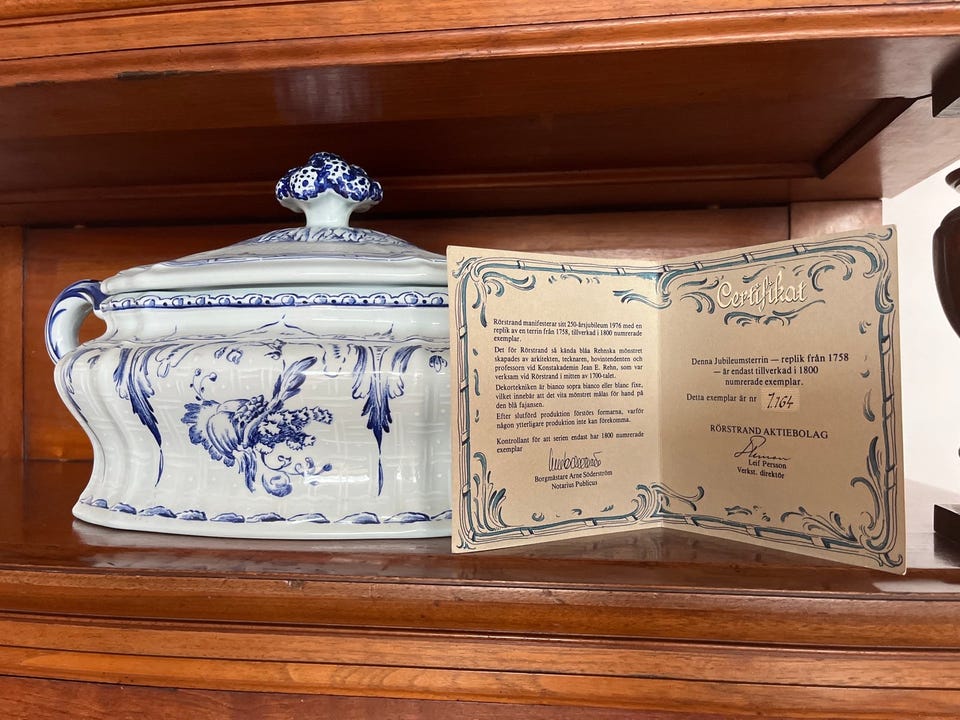 Rörstrand manifesterar sitt 250-årsjubileum 1976 med en
replik av en terrin från 1758, tillverkad i 1800 numrerade
exemplar.
Det för Rörstrand så kända blåa Rehnska mönstret
skapades av arkitekten, tecknaren, hovintendenten och
professorn vid Konstakademin Jean E. Rehn, som var
verksam vid Rörstrand i mitten av 1700-talet.
Dekortekniken är bianco sopra bianco eller blanc fixe,
vilket innebär att det vita mönstret målas för hand på
den blå fajansen.
Efter slutförd produktion förstörs formarna, varför
någon ytterligare produktion inte kan förekomma.
Kontrollant för att serien endast har 1800 numrerade
exemplar
Borgmästare Arne Söderström
Notarius Publicus
Certifikat
Denna Jubileumsterrin — replik från 1758
— är endast tillverkad i 1800
numrerade exemplar.
Detta exemplar är nr 1.164
RÖRSTRAND AKTIEBOLAG
Leif Persson
Verkst. direktör